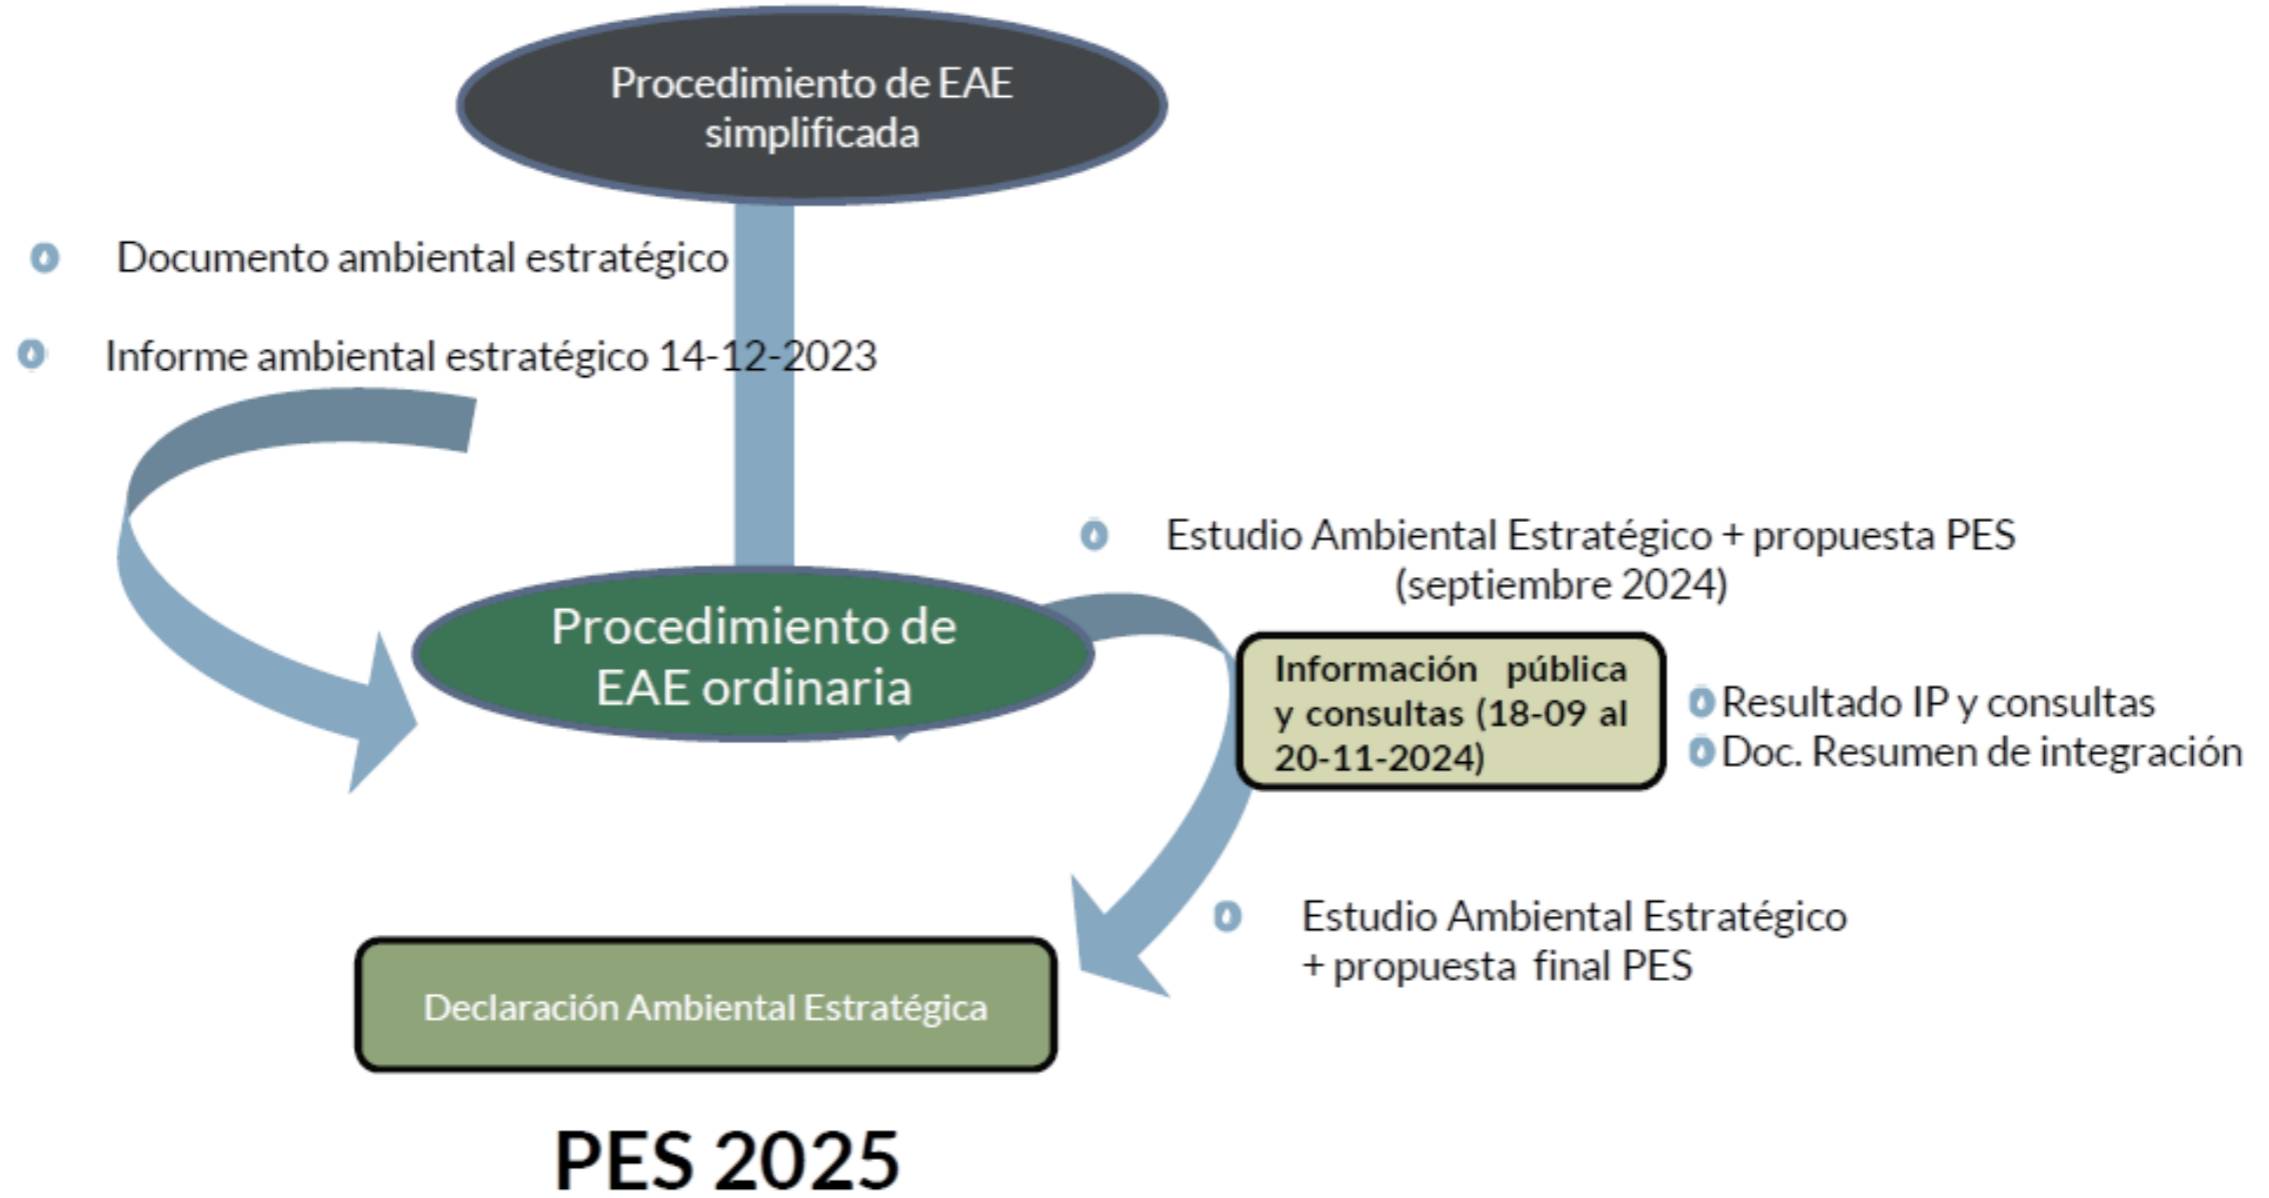 Procedimiento de EAE
simplificada
Documento ambiental estratégico
Informe ambiental estratégico 14-12-2023
Estudio Ambiental Estratégico + propuesta PES
(septiembre 2024)
Procedimiento de
EAE ordinaria
Información pública
y consultas (18-09 al
20-11-2024)
Resultado IP y consultas
Doc. Resumen de integración
Estudio Ambiental Estratégico
+ propuesta final PES
Declaración Ambiental Estratégica
PES 2025